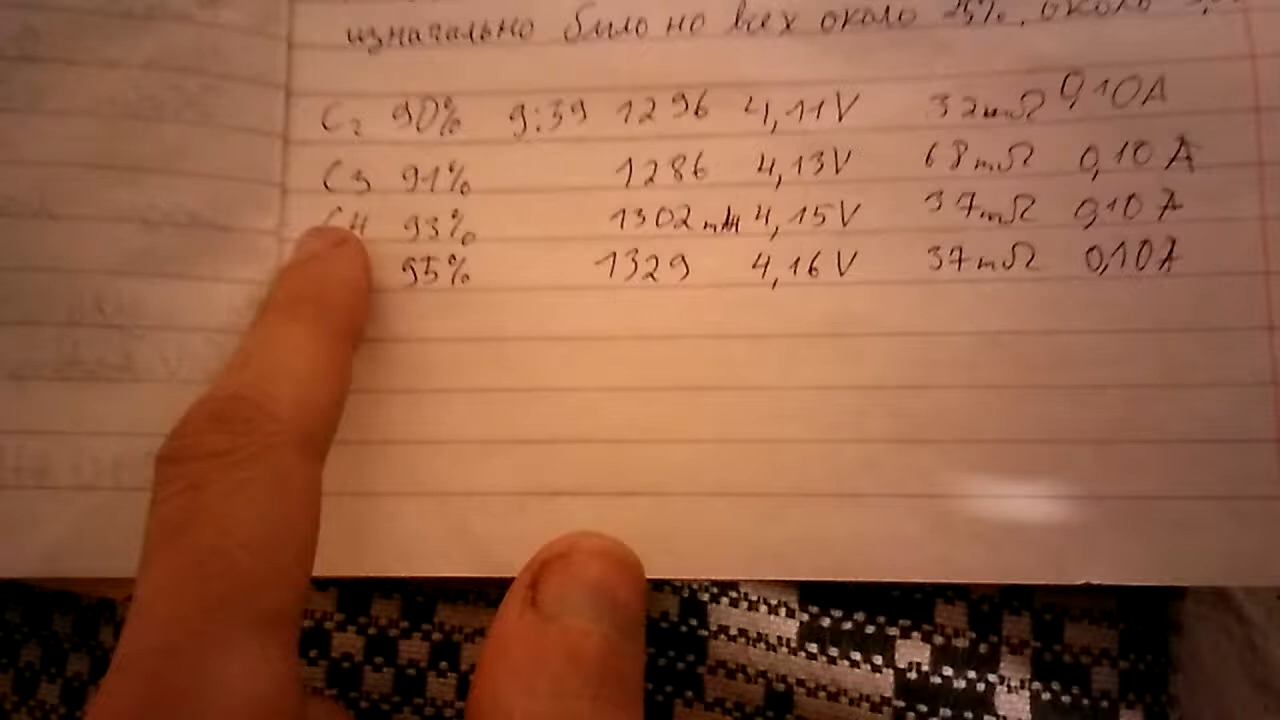 изначально было на всех около 25%, около
C2 90% 9:39 1296 4,11V 32mΩ 0,10A
C3 91% 1286 4,13V 68mΩ 0,10A
C4 93% 1302mAH 4,15V 37mΩ 0,10A
95% 1329 4,16V 37mΩ 0,10A